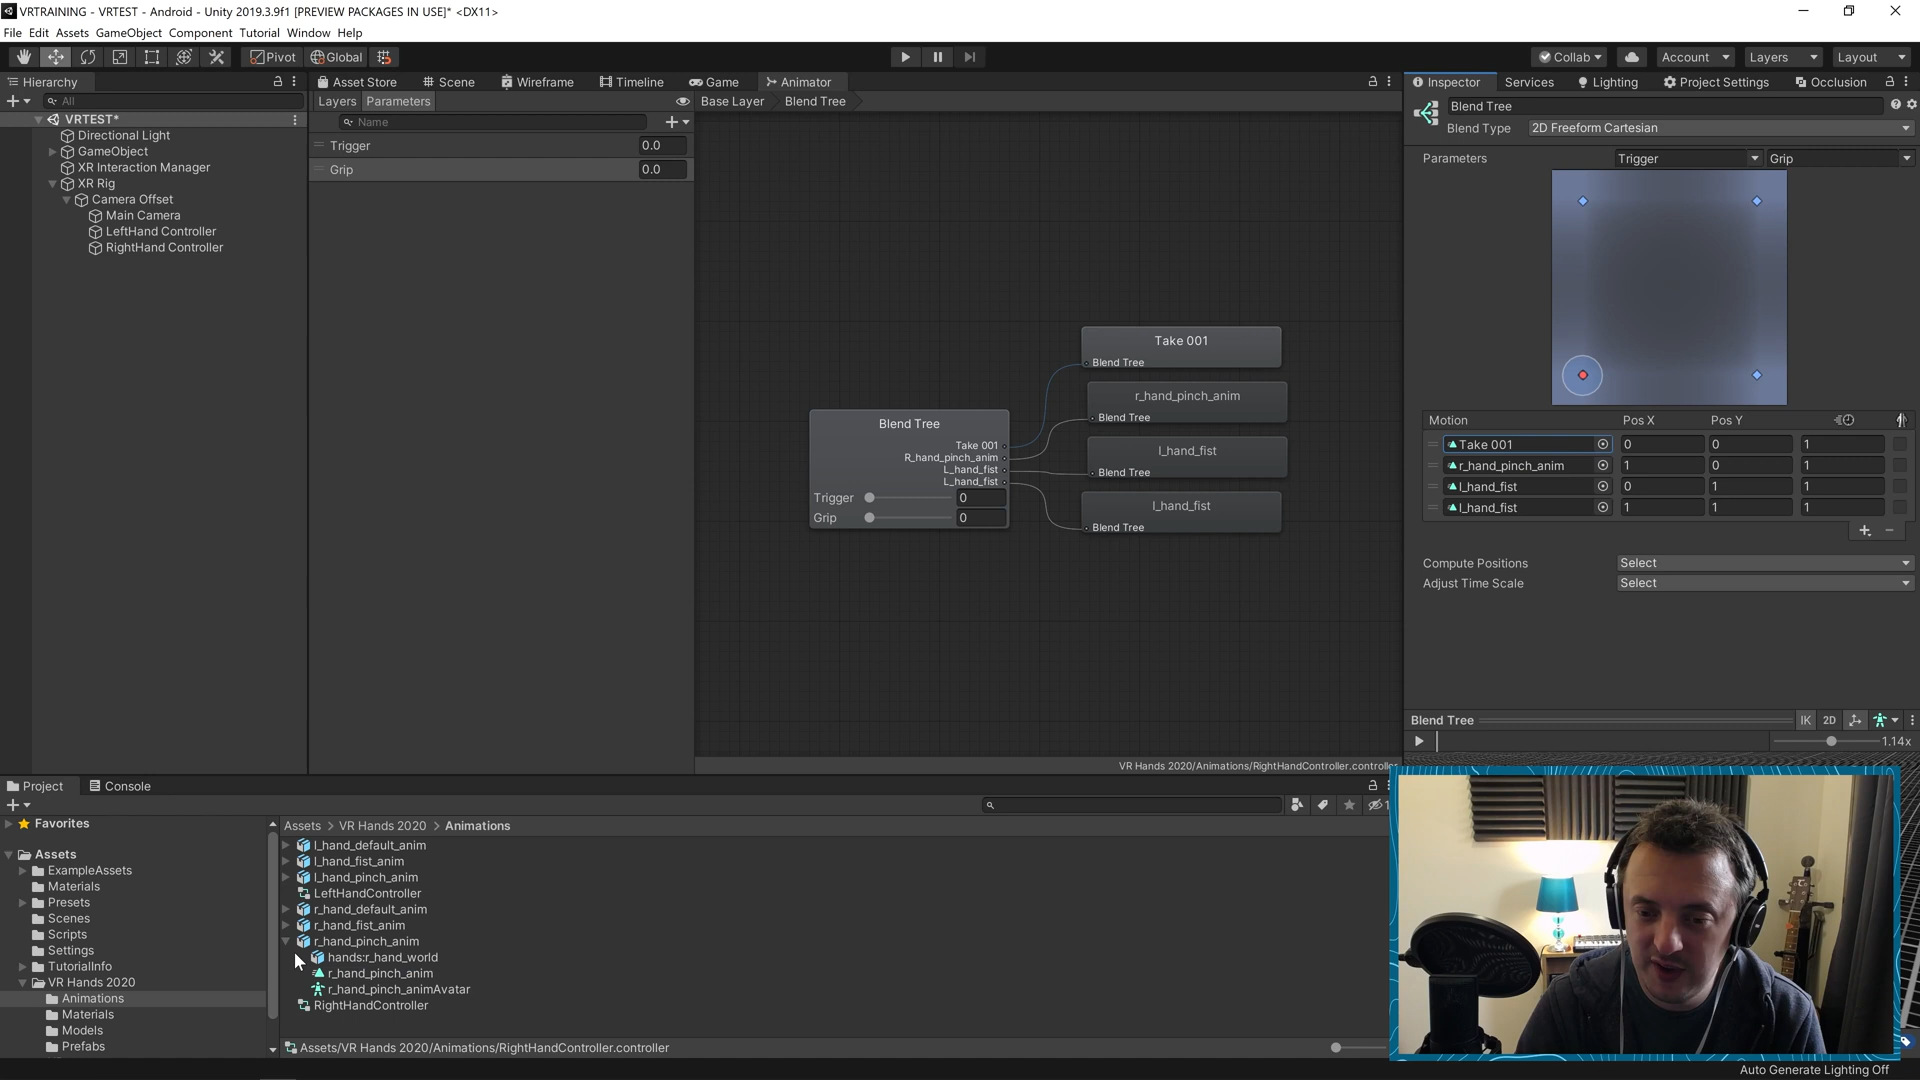 VRTRAINING - VRTEST - Android - Unity 2019.3.9f1 [PREVIEW PACKAGES IN USE]* <DX11>
File Edit Assets GameObject Component Tutorial Window Help
Pivot Global Collab Account Layers Layout
Hierarchy
All
VRTEST*
Directional Light
GameObject
XR Interaction Manager
XR Rig
Camera Offset
Main Camera
LeftHand Controller
RightHand Controller
Asset Store Scene Wireframe Timeline Game Animator
Layers Parameters Base Layer Blend Tree
Name
Trigger 0.0
Grip 0.0
Blend Tree
Take 001
R_hand_pinch_anim
L_hand_fist
L_hand_fist
Trigger 0
Grip 0
Take 001
Blend Tree
r_hand_pinch_anim
Blend Tree
l_hand_fist
Blend Tree
l_hand_fist
Blend Tree
VR Hands 2020/Animations/RightHandController.controller
Inspector Services Lighting Project Settings Occlusion
Blend Tree
Blend Type 2D Freeform Cartesian
Parameters Trigger Grip
Motion Pos X Pos Y
Take 001 0 0 1
r_hand_pinch_anim 1 0 1
l_hand_fist 0 1 1
l_hand_fist 1 1 1
Compute Positions Select
Adjust Time Scale Select
Blend Tree IK 2D
1.14x
Project Console
Favorites
Assets
ExampleAssets
Materials
Presets
Scenes
Scripts
Settings
TutorialInfo
VR Hands 2020
Animations
Materials
Models
Prefabs
Assets > VR Hands 2020 > Animations
l_hand_default_anim
l_hand_fist_anim
l_hand_pinch_anim
LeftHandController
r_hand_default_anim
r_hand_fist_anim
r_hand_pinch_anim
hands:r_hand_world
r_hand_pinch_anim
r_hand_pinch_animAvatar
RightHandController
Assets/VR Hands 2020/Animations/RightHandController.controller
Auto Generate Lighting Off